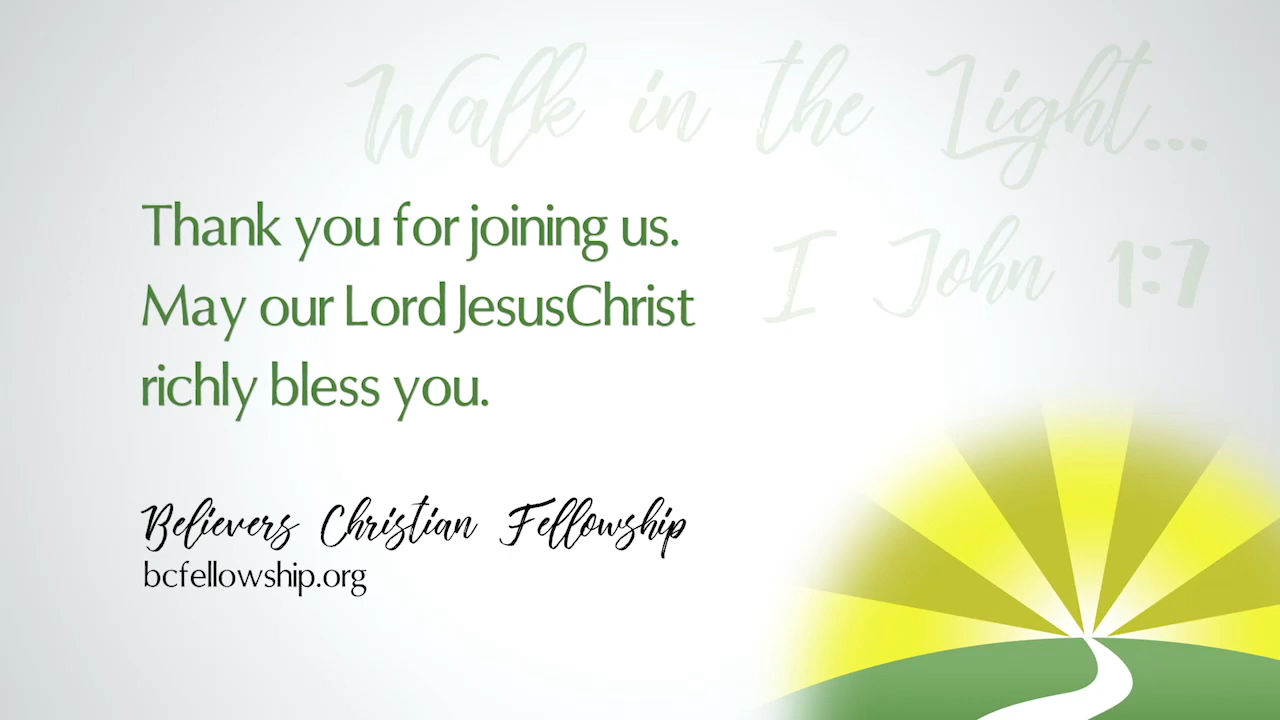 Walk in the Light...
I John 1:7
Thank you for joining us.
May our Lord JesusChrist
richly bless you.
Believers Christian Fellowship
bcfellowship.org